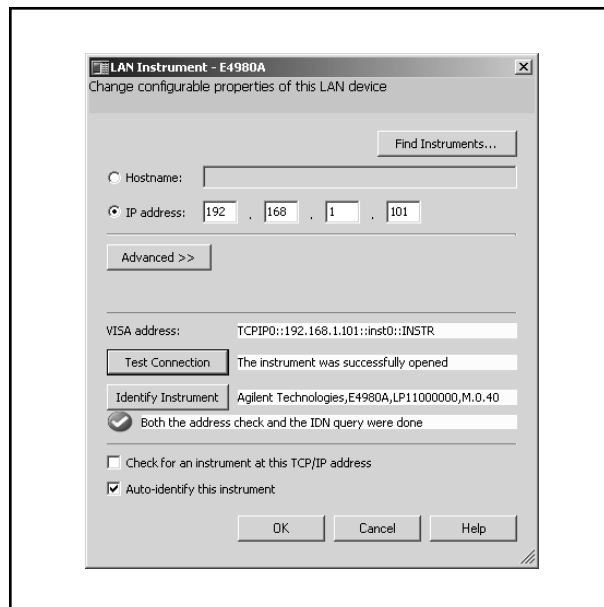 LAN Instrument - E4980A
Change configurable properties of this LAN device
Find Instruments...
Hostname:
IP address: 192 . 168 . 1 . 101
Advanced >>
VISA address: TCPIP0::192.168.1.101::inst0::INSTR
Test Connection The instrument was successfully opened
Identify Instrument Agilent Technologies,E4980A,LP11000000,M.0.40
Both the address check and the IDN query were done
Check for an instrument at this TCP/IP address
Auto-identify this instrument
OK Cancel Help